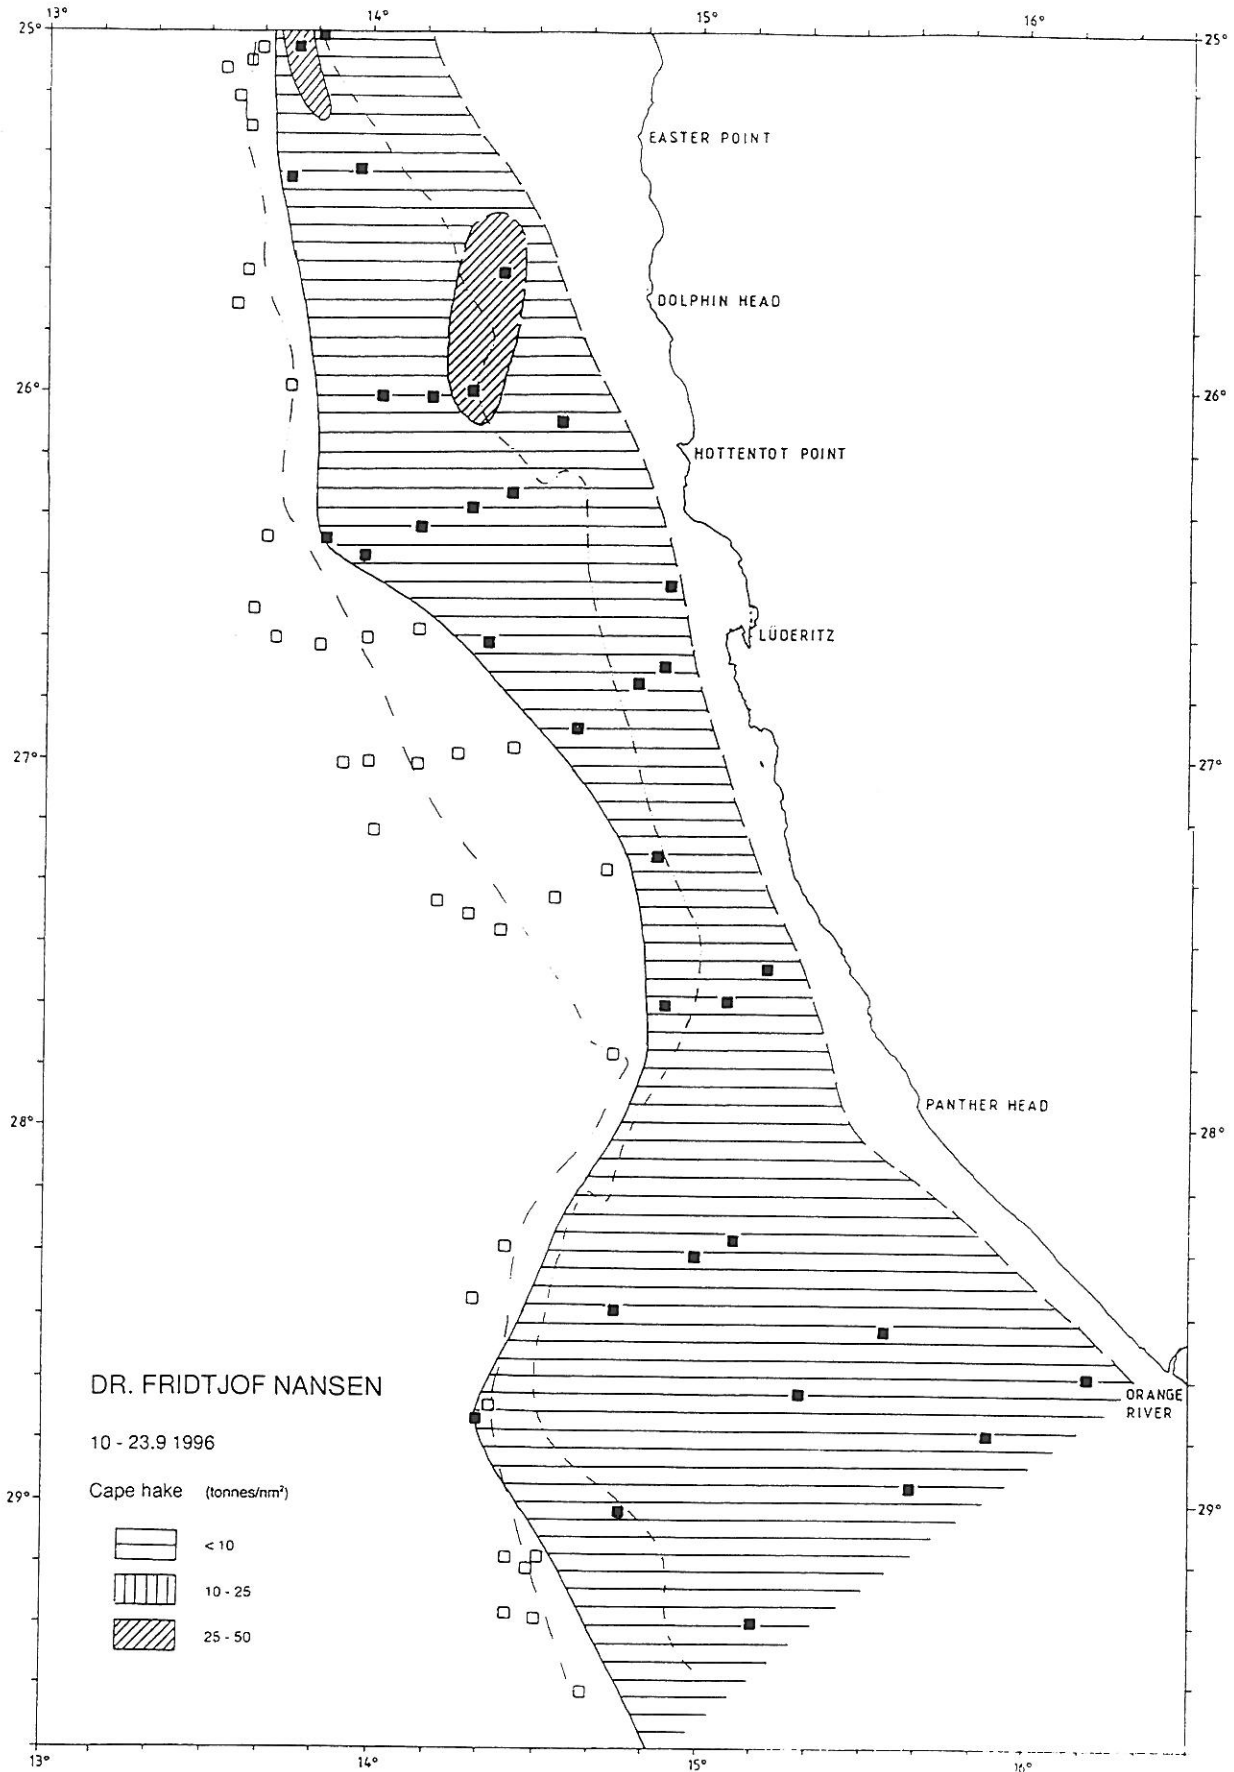 13° 14° 15° 16°
25° 25°
EASTER POINT
DOLPHIN HEAD
26° 26°
HOTTENTOT POINT
LÜDERITZ
27° 27°
PANTHER HEAD
28° 28°
DR. FRIDTJOF NANSEN
ORANGE
RIVER
10 - 23.9 1996
Cape hake (tonnes/nm²)
29° 29°
< 10
10 - 25
25 - 50
13° 14° 15° 16°